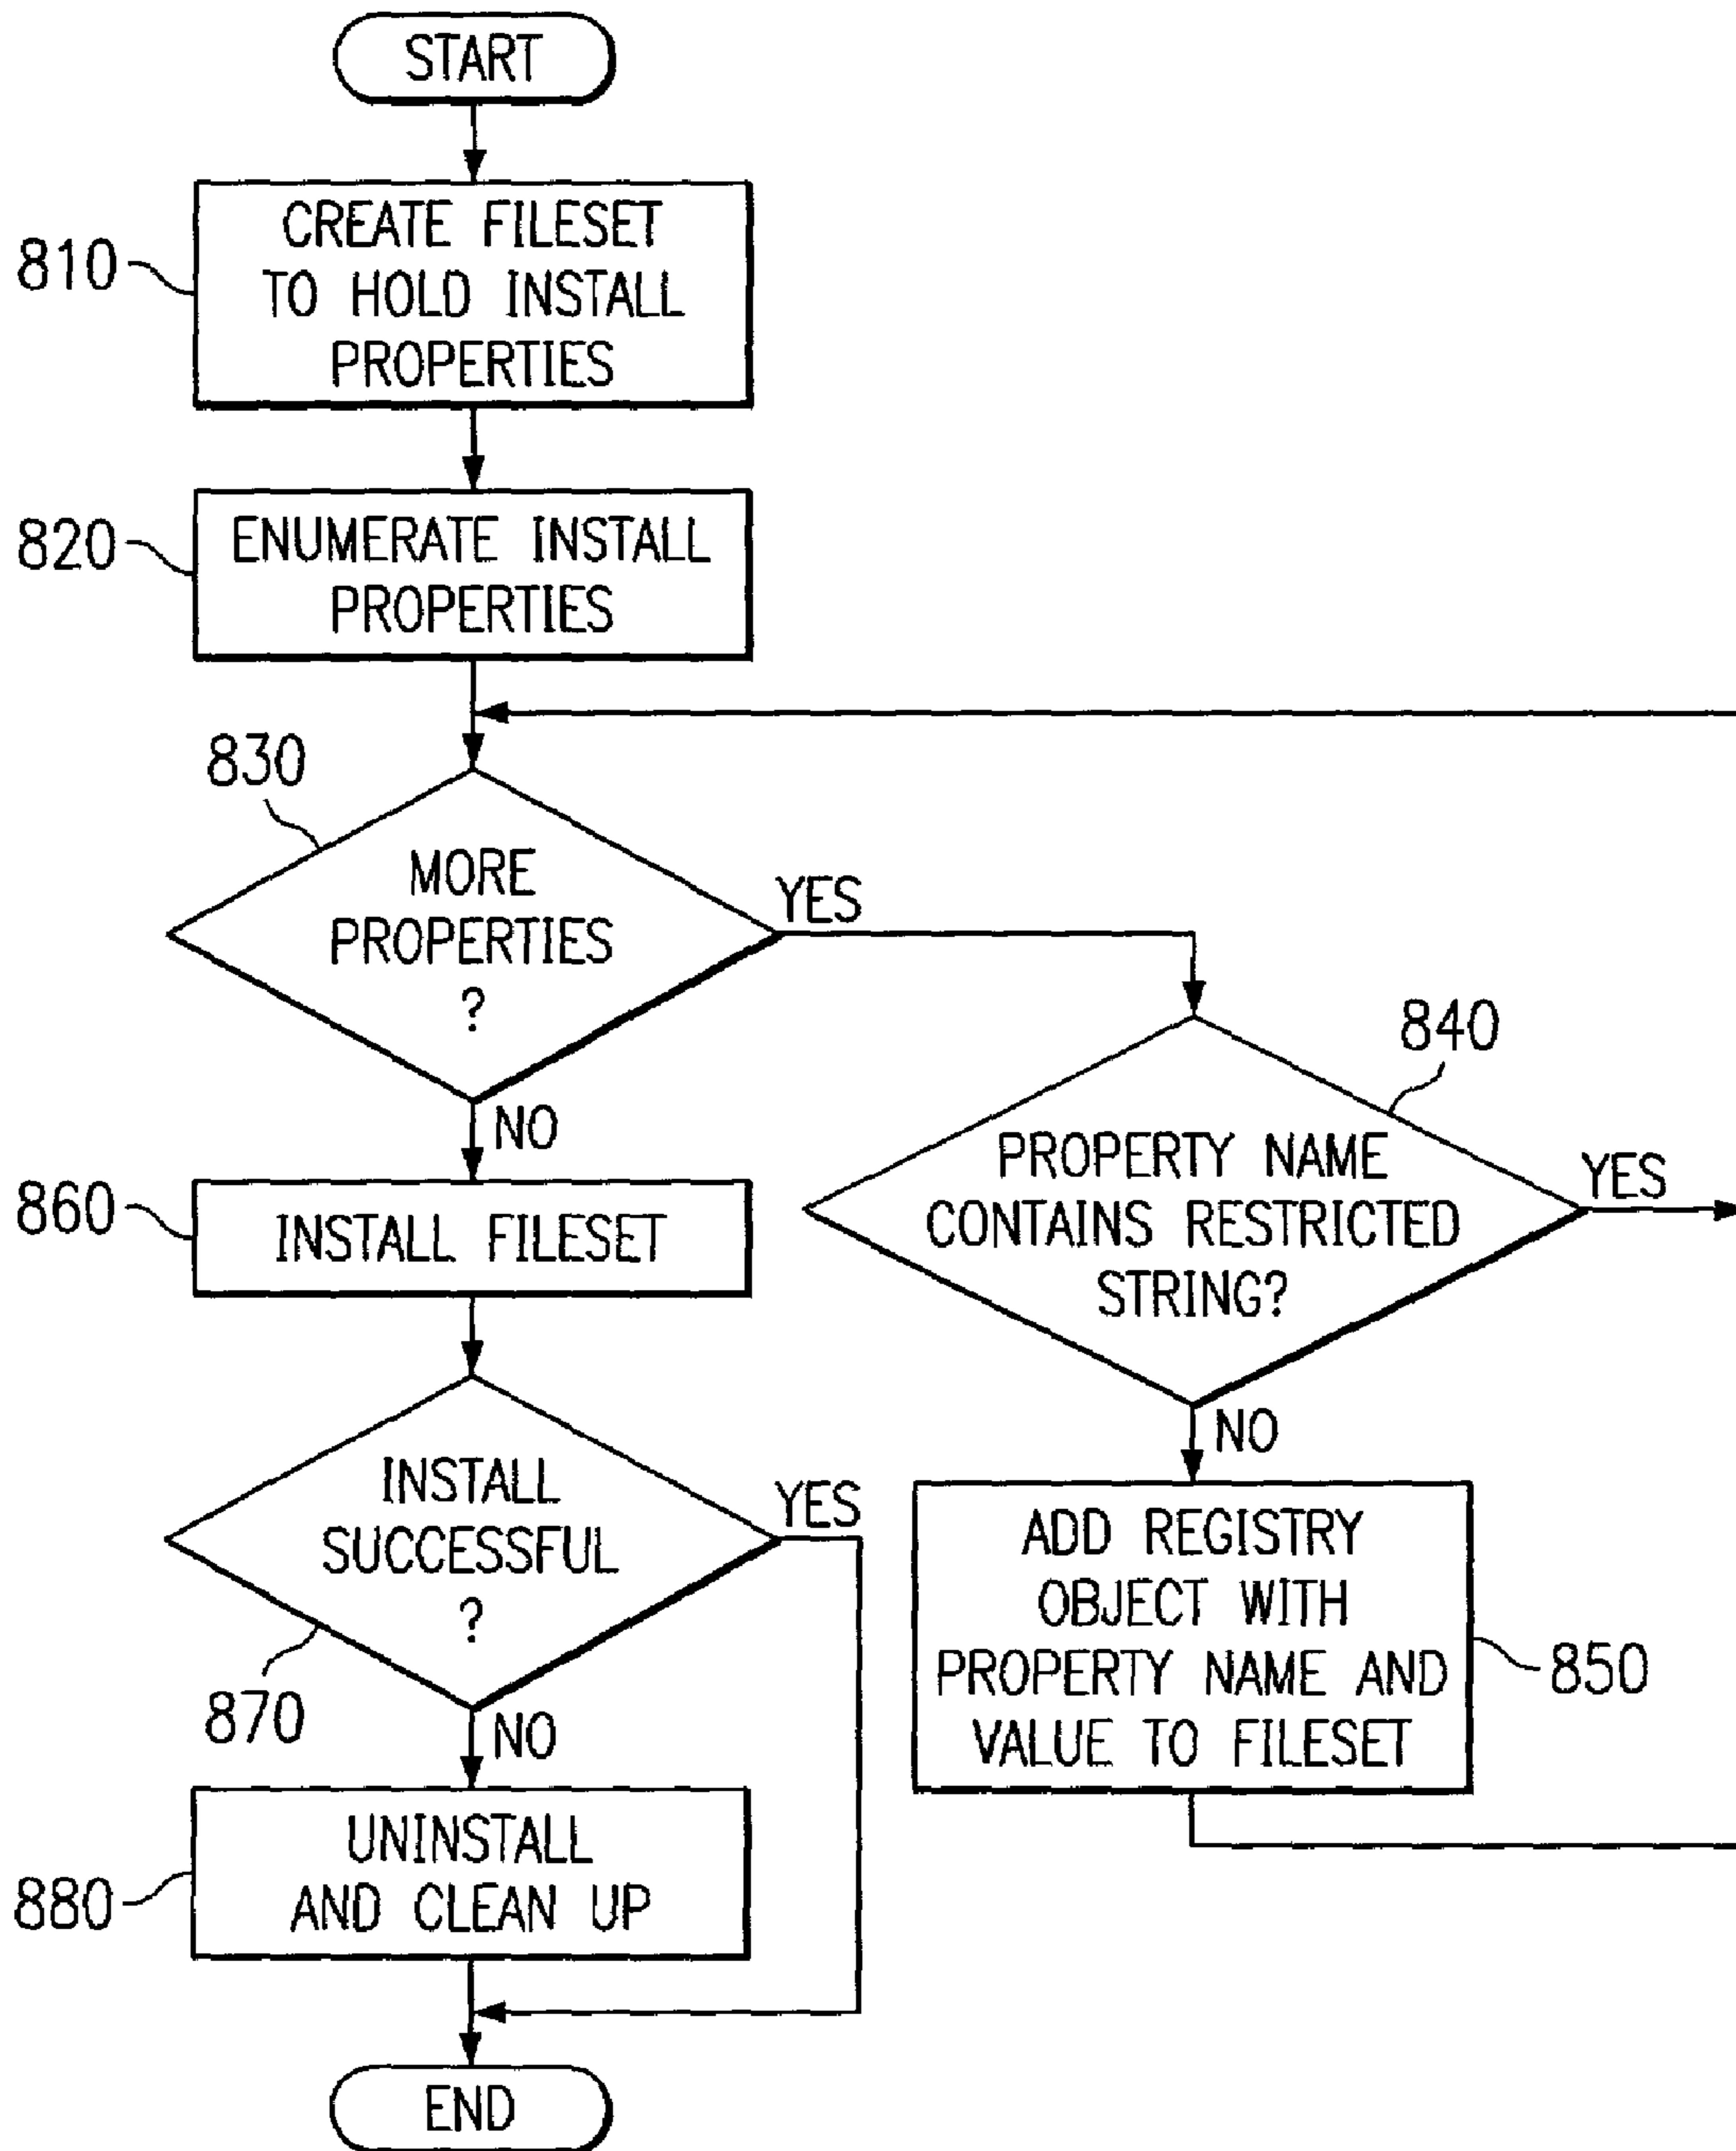 START
810
CREATE FILESET
TO HOLD INSTALL
PROPERTIES
820
ENUMERATE INSTALL
PROPERTIES
830
MORE
PROPERTIES
?
YES
NO
840
PROPERTY NAME
CONTAINS RESTRICTED
STRING?
YES
NO
860
INSTALL FILESET
ADD REGISTRY
OBJECT WITH
PROPERTY NAME AND
VALUE TO FILESET
850
INSTALL
SUCCESSFUL
?
YES
870
NO
880
UNINSTALL
AND CLEAN UP
END